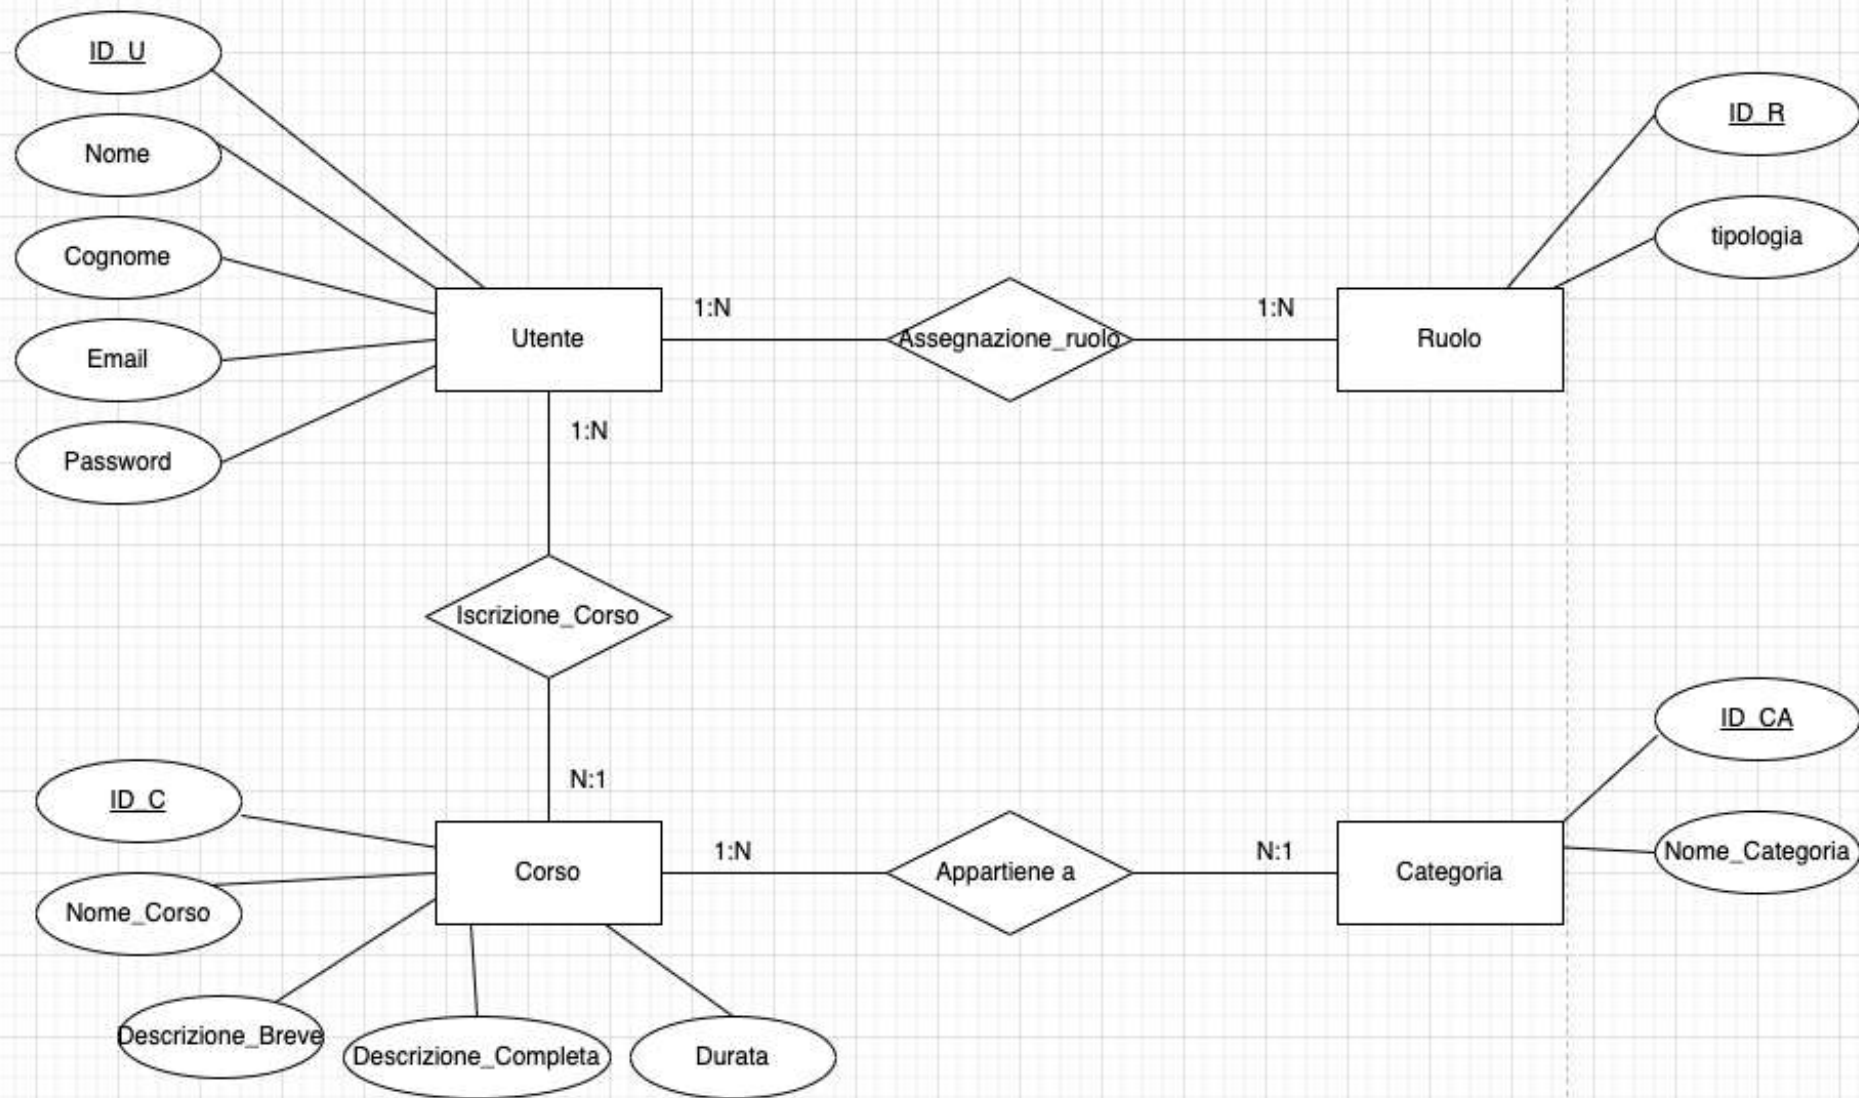 ID_U
ID_R
Nome
tipologia
Cognome
1:N
1:N
Utente
Assegnazione_ruolo
Ruolo
Email
1:N
Password
Iscrizione_Corso
ID_CA
N:1
ID_C
1:N
N:1
Nome_Categoria
Corso
Appartiene a
Categoria
Nome_Corso
Descrizione_Breve
Descrizione_Completa
Durata